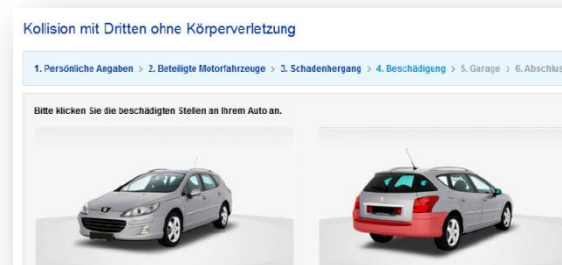 Kollision mit Dritten ohne Körperverletzung
1. Persönliche Angaben > 2. Beteiligte Motorfahrzeuge > 3. Schadenhergang > 4. Beschädigung > 5. Garage > 6. Abschlus
Bitte klicken Sie die beschädigten Stellen an Ihrem Auto an.